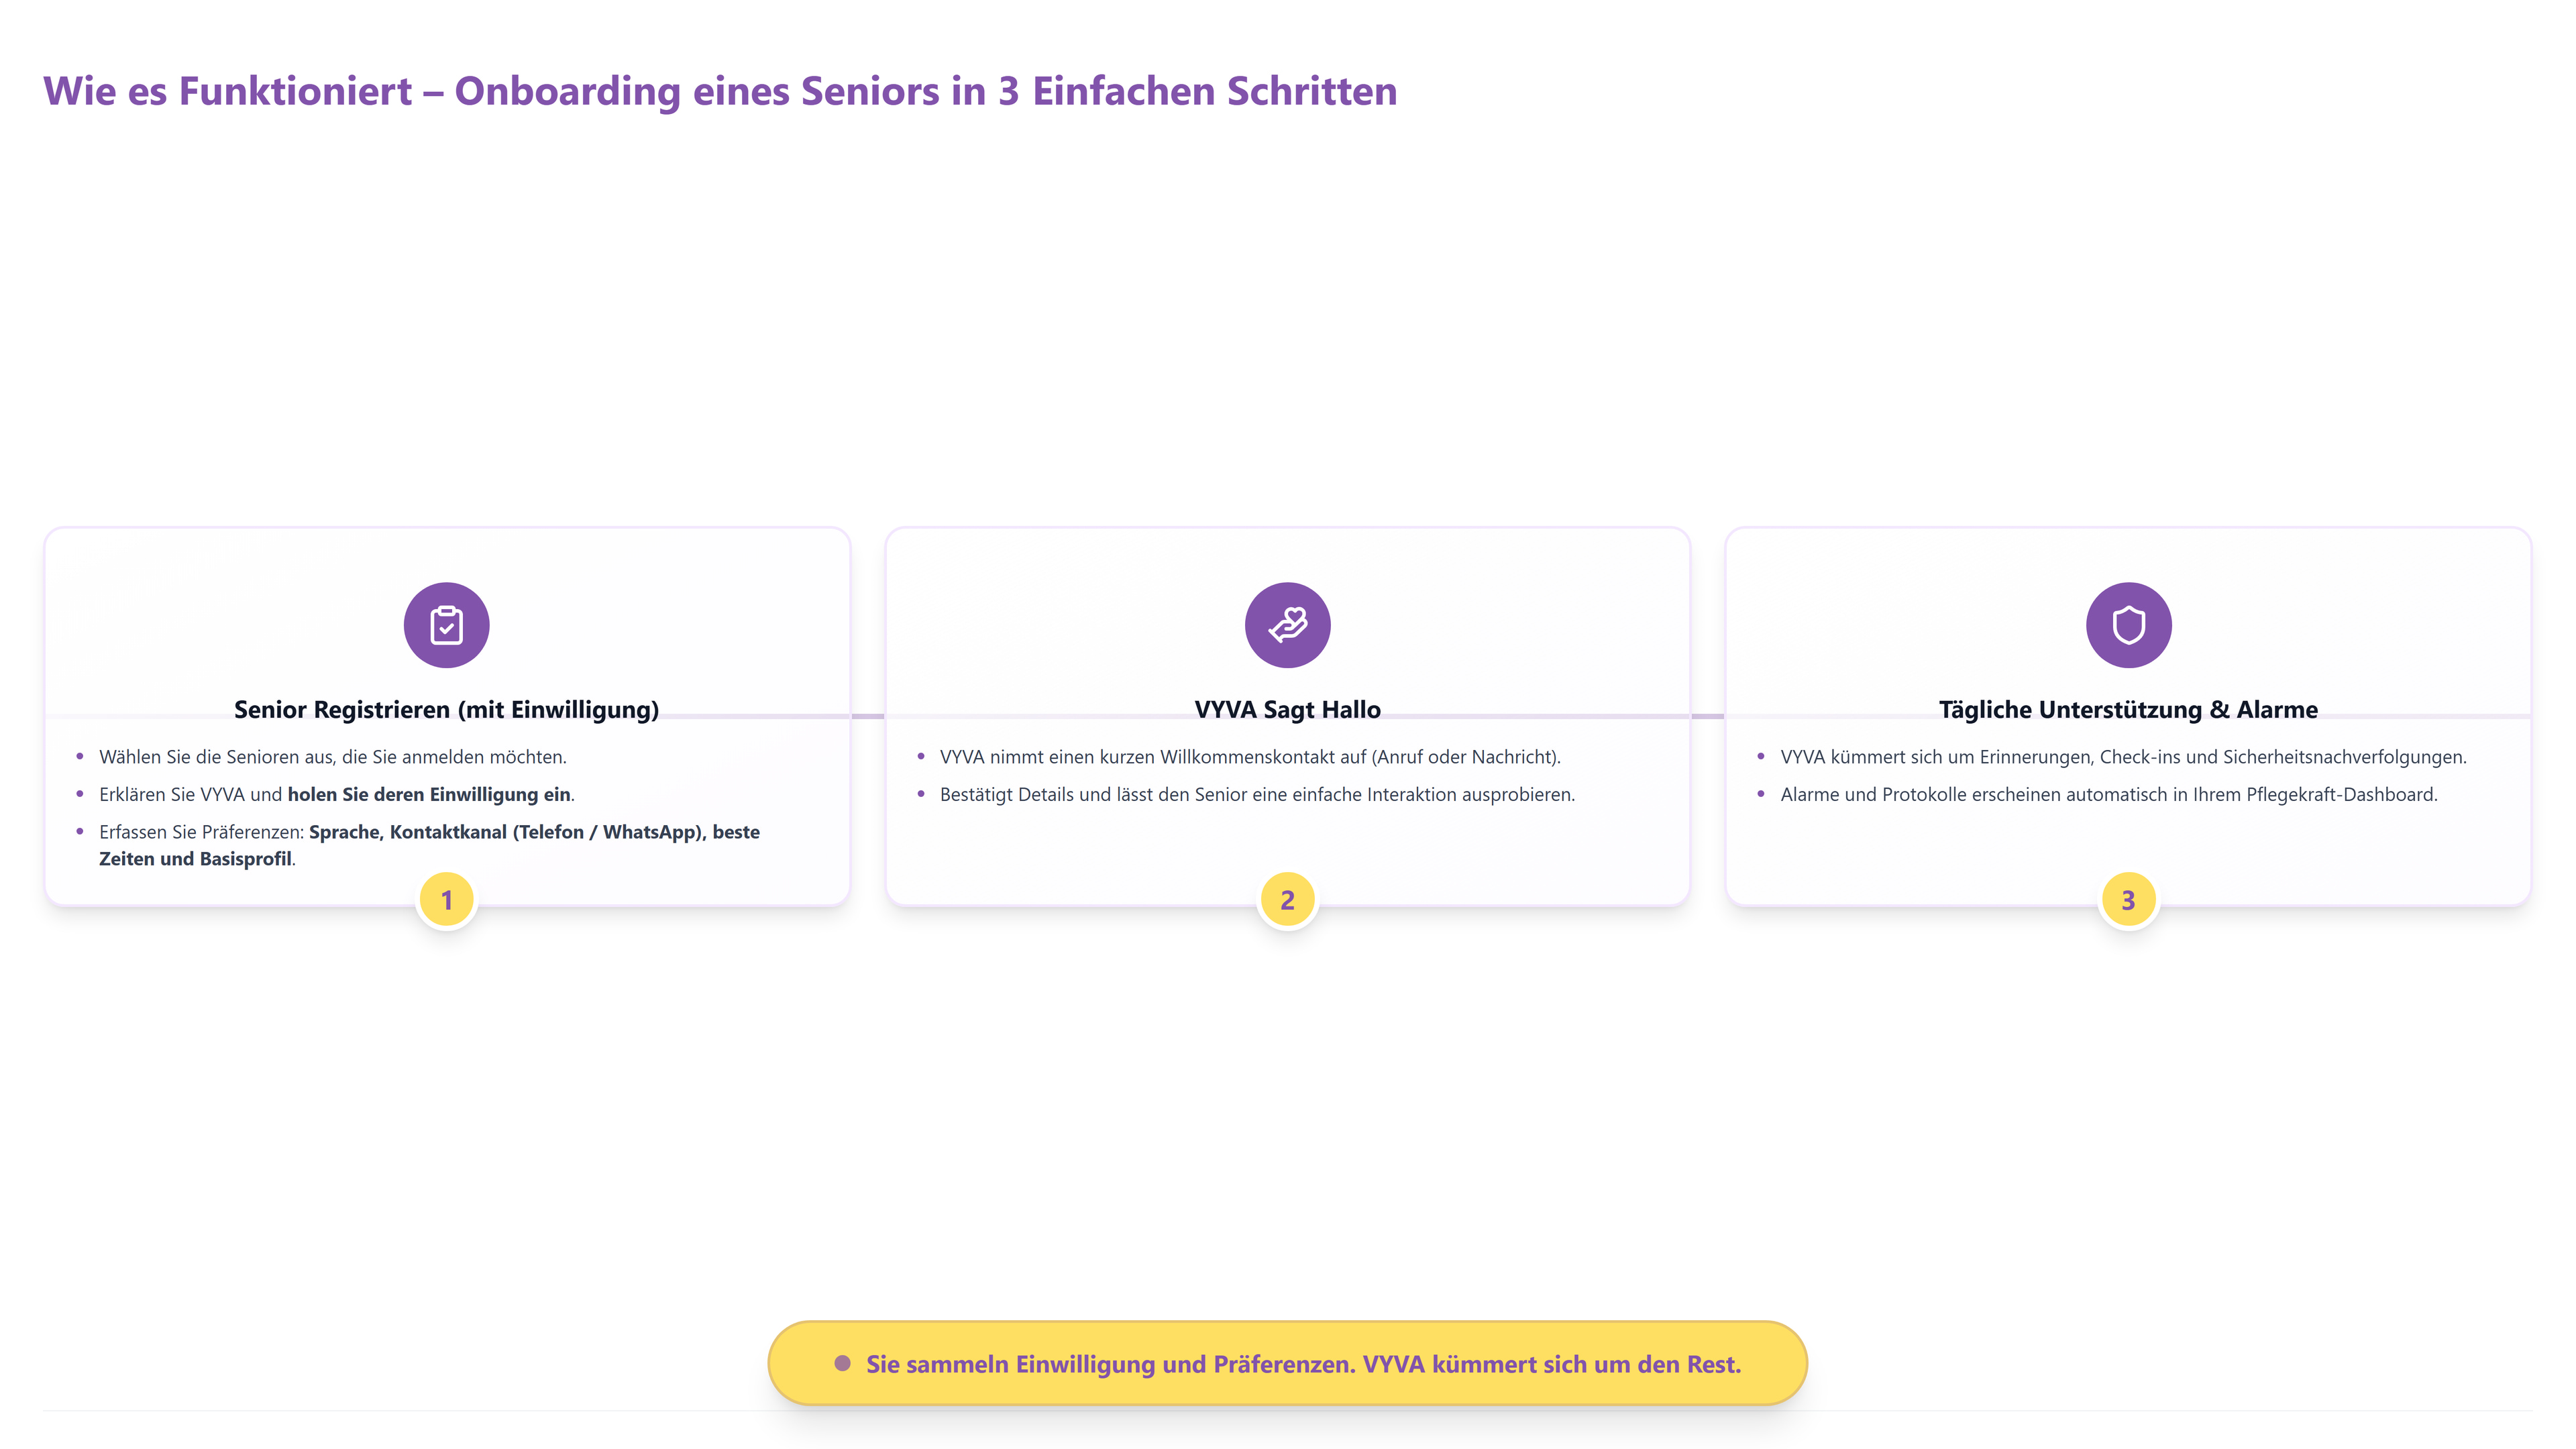 Wie es Funktioniert – Onboarding eines Seniors in 3 Einfachen Schritten
Senior Registrieren (mit Einwilligung)
Wählen Sie die Senioren aus, die Sie anmelden möchten.
Erklären Sie VYVA und holen Sie deren Einwilligung ein.
Erfassen Sie Präferenzen: Sprache, Kontaktkanal (Telefon / WhatsApp), beste
Zeiten und Basisprofil.
1
VYVA Sagt Hallo
VYVA nimmt einen kurzen Willkommenskontakt auf (Anruf oder Nachricht).
Bestätigt Details und lässt den Senior eine einfache Interaktion ausprobieren.
2
Tägliche Unterstützung & Alarme
VYVA kümmert sich um Erinnerungen, Check-ins und Sicherheitsnachverfolgungen.
Alarme und Protokolle erscheinen automatisch in Ihrem Pflegekraft-Dashboard.
3
Sie sammeln Einwilligung und Präferenzen. VYVA kümmert sich um den Rest.